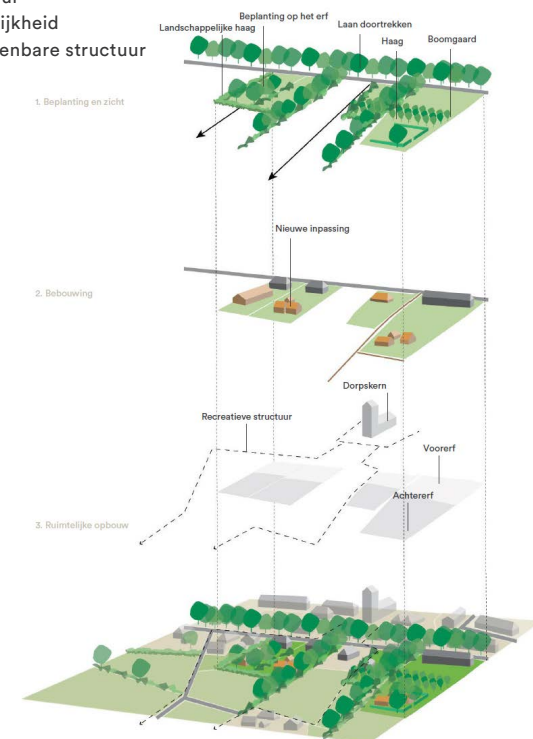 ijkheid
enbare structuur
Beplanting op het erf
Landschappelijke haag
Laan doortrekken
Haag
Boomgaard
1. Beplanting en zicht
Nieuwe inpassing
2. Bebouwing
Dorpskern
Recreatieve structuur
Voorerf
Achtererf
3. Ruimtelijke opbouw